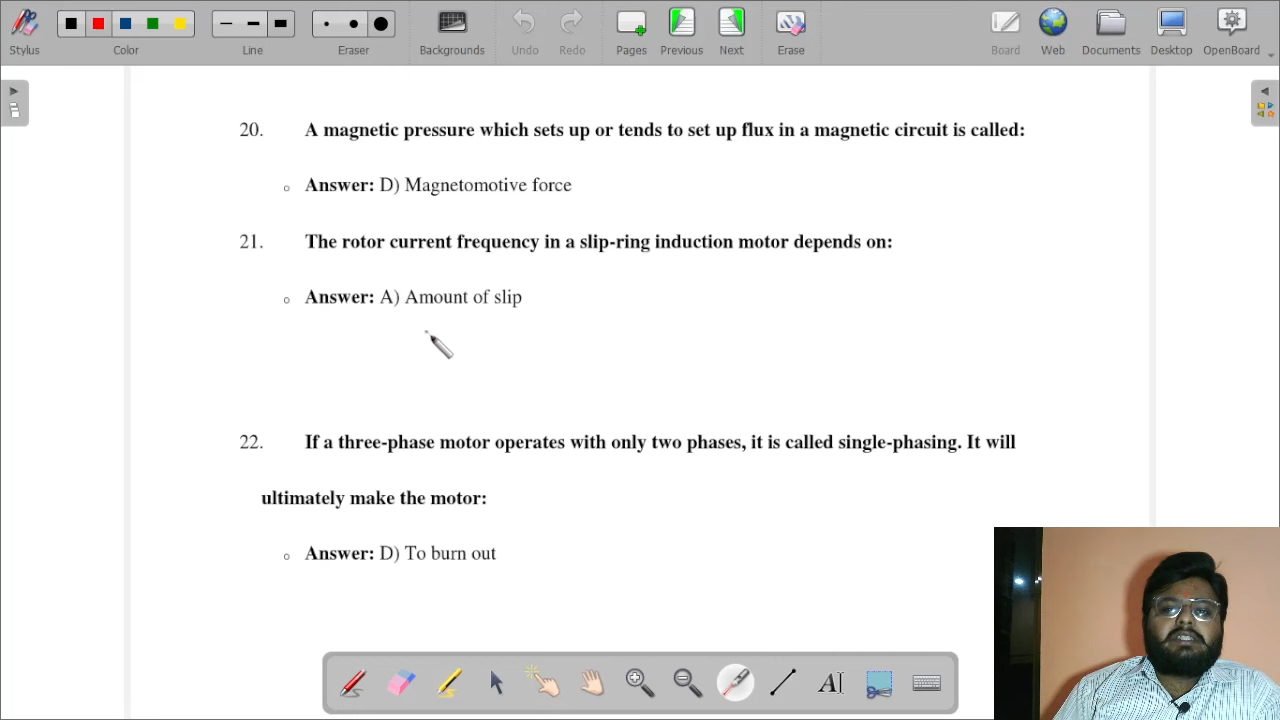 Stylus Color Line Eraser Backgrounds Undo Redo Pages Previous Next Erase Board Web Documents Desktop OpenBoard
20. A magnetic pressure which sets up or tends to set up flux in a magnetic circuit is called:
o Answer: D) Magnetomotive force
21. The rotor current frequency in a slip-ring induction motor depends on:
o Answer: A) Amount of slip
22. If a three-phase motor operates with only two phases, it is called single-phasing. It will
ultimately make the motor:
o Answer: D) To burn out
AI